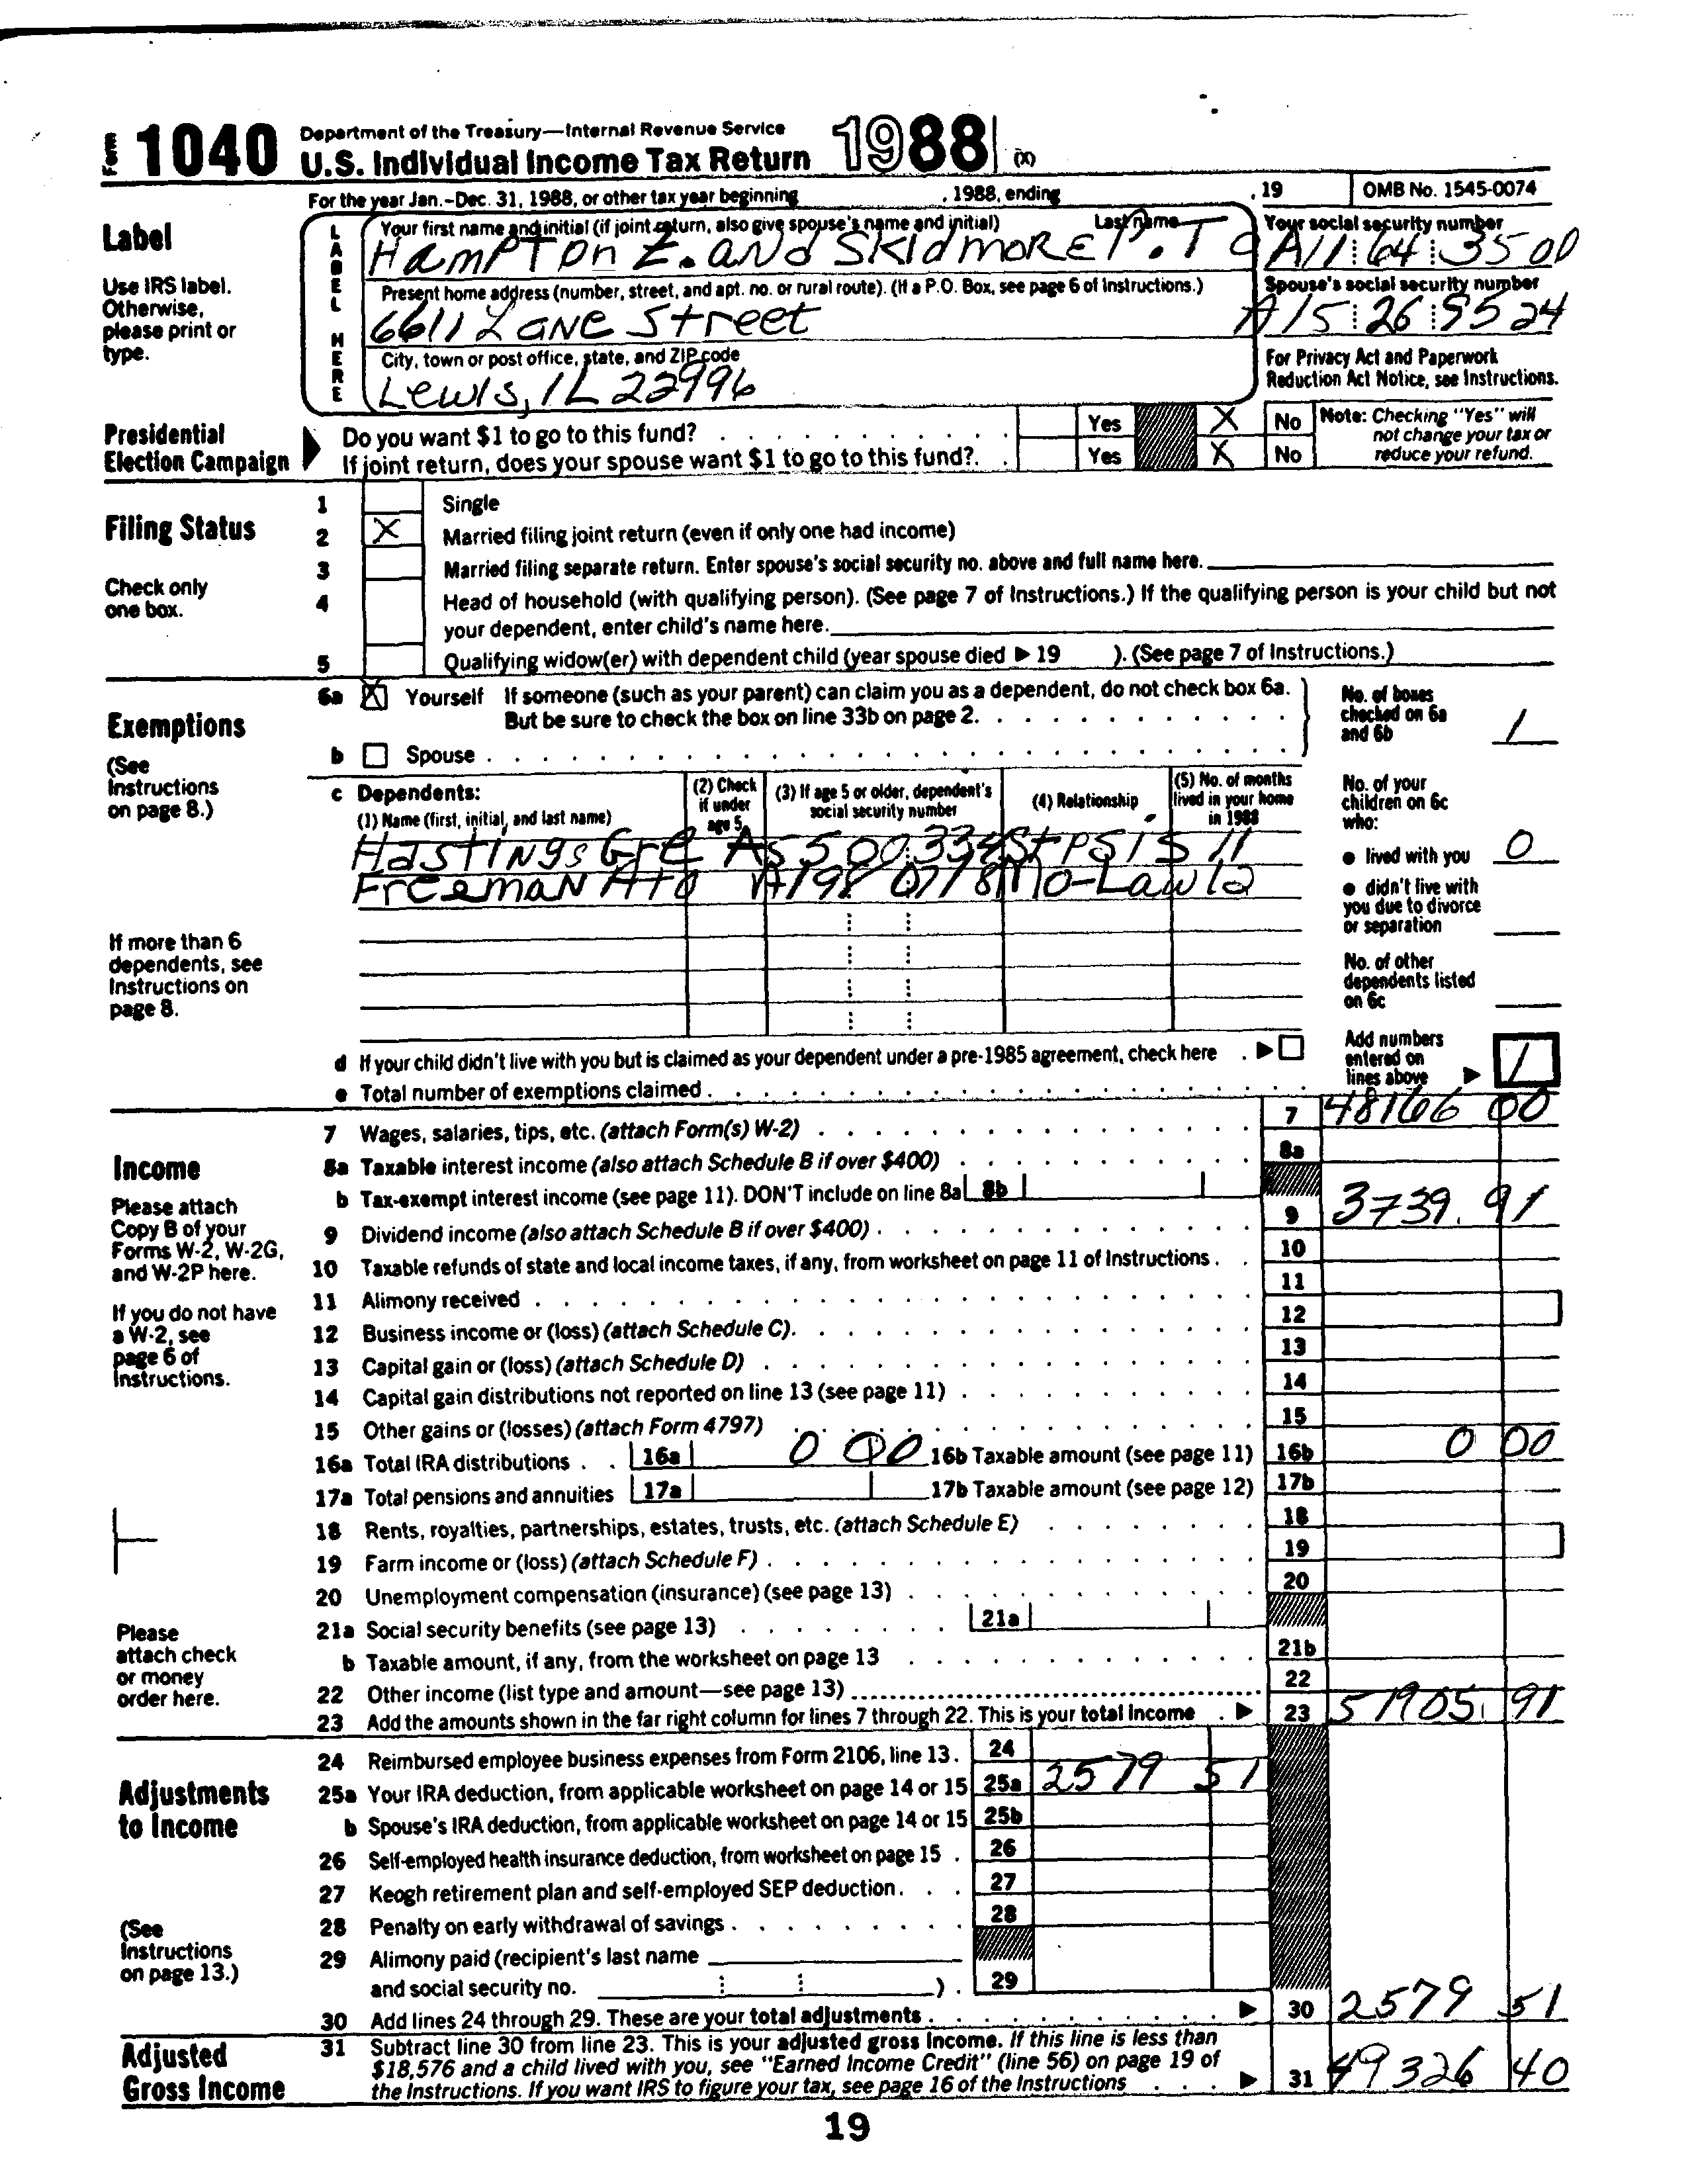 Form 1040 Department of the Treasury—Internal Revenue Service
U.S. Individual Income Tax Return 1988 (X)
For the year Jan.-Dec. 31, 1988, or other tax year beginning , 1988, ending , 19 OMB No. 1545-0074
Label
Use IRS label.
Otherwise,
please print or
type.
LABEL HERE
Your first name and initial (if joint return, also give spouse's name and initial) Last name
Hampton Z. and Skidmore P. T
Your social security number
A11 64 3500
Present home address (number, street, and apt. no. or rural route). (If a P.O. Box, see page 6 of Instructions.)
6611 Lane Street
Spouse's social security number
A15 26 9524
City, town or post office, state, and ZIP code
Lewis, IL 22996
For Privacy Act and Paperwork
Reduction Act Notice, see Instructions.
Presidential
Election Campaign
Do you want $1 to go to this fund? Yes X No
If joint return, does your spouse want $1 to go to this fund? Yes X No
Note: Checking "Yes" will
not change your tax or
reduce your refund.
Filing Status
Check only
one box.
1 Single
2 X Married filing joint return (even if only one had income)
3 Married filing separate return. Enter spouse's social security no. above and full name here.
4 Head of household (with qualifying person). (See page 7 of Instructions.) If the qualifying person is your child but not
your dependent, enter child's name here.
5 Qualifying widow(er) with dependent child (year spouse died ▶ 19 ). (See page 7 of Instructions.)
Exemptions
(See
Instructions
on page 8.)
6a X Yourself If someone (such as your parent) can claim you as a dependent, do not check box 6a.
But be sure to check the box on line 33b on page 2.
b Spouse
No. of boxes
checked on 6a
and 6b 1
c Dependents:
(1) Name (first, initial, and last name)
(2) Check
if under
age 5
(3) If age 5 or older, dependent's
social security number
(4) Relationship
(5) No. of months
lived in your home
in 1988
Hastings Gre A5 500 334 StpSis 11
Freeman Ato A198 0718 Mo-Law 12
If more than 6
dependents, see
Instructions on
page 8.
No. of your
children on 6c
who:
● lived with you 0
● didn't live with
you due to divorce
or separation
No. of other
dependents listed
on 6c
d If your child didn't live with you but is claimed as your dependent under a pre-1985 agreement, check here ▶
e Total number of exemptions claimed
Add numbers
entered on
lines above ▶ 1
Income
Please attach
Copy B of your
Forms W-2, W-2G,
and W-2P here.
If you do not have
a W-2, see
page 6 of
Instructions.
Please
attach check
or money
order here.
7 Wages, salaries, tips, etc. (attach Form(s) W-2) 7 48166 00
8a Taxable interest income (also attach Schedule B if over $400) 8a
b Tax-exempt interest income (see page 11). DON'T include on line 8a 8b
9 Dividend income (also attach Schedule B if over $400) 9 3739. 91
10 Taxable refunds of state and local income taxes, if any, from worksheet on page 11 of Instructions 10
11 Alimony received 11
12 Business income or (loss) (attach Schedule C) 12
13 Capital gain or (loss) (attach Schedule D) 13
14 Capital gain distributions not reported on line 13 (see page 11) 14
15 Other gains or (losses) (attach Form 4797) 15
16a Total IRA distributions 16a 0 00 16b Taxable amount (see page 11) 16b 0 00
17a Total pensions and annuities 17a 17b Taxable amount (see page 12) 17b
18 Rents, royalties, partnerships, estates, trusts, etc. (attach Schedule E) 18
19 Farm income or (loss) (attach Schedule F) 19
20 Unemployment compensation (insurance) (see page 13) 20
21a Social security benefits (see page 13) 21a
b Taxable amount, if any, from the worksheet on page 13 21b
22 Other income (list type and amount—see page 13) 22
23 Add the amounts shown in the far right column for lines 7 through 22. This is your total income ▶ 23 51905 91
Adjustments
to Income
(See
Instructions
on page 13.)
24 Reimbursed employee business expenses from Form 2106, line 13. 24
25a Your IRA deduction, from applicable worksheet on page 14 or 15 25a 2579 51
b Spouse's IRA deduction, from applicable worksheet on page 14 or 15 25b
26 Self-employed health insurance deduction, from worksheet on page 15 26
27 Keogh retirement plan and self-employed SEP deduction 27
28 Penalty on early withdrawal of savings 28
29 Alimony paid (recipient's last name
and social security no. ) 29
30 Add lines 24 through 29. These are your total adjustments ▶ 30 2579 51
Adjusted
Gross Income
31 Subtract line 30 from line 23. This is your adjusted gross income. If this line is less than
$18,576 and a child lived with you, see "Earned Income Credit" (line 56) on page 19 of
the Instructions. If you want IRS to figure your tax, see page 16 of the Instructions ▶ 31 49326 40
19